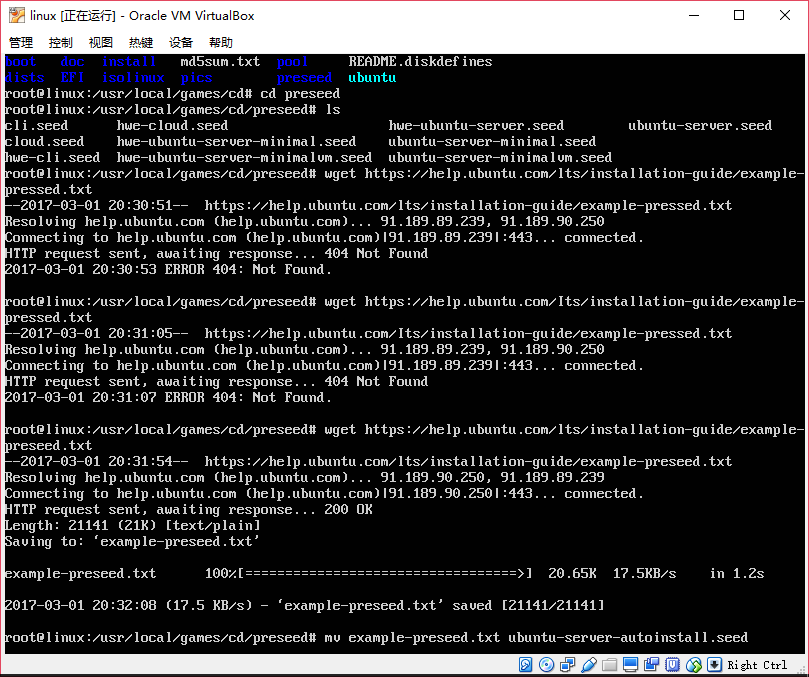 linux [正在运行] - Oracle VM VirtualBox
管理 控制 视图 热键 设备 帮助
boot doc install md5sum.txt pool README.diskdefines
dists EFI isolinux pics preseed ubuntu
root@linux:/usr/local/games/cd# cd preseed
root@linux:/usr/local/games/cd/preseed# ls
cli.seed hwe-cloud.seed hwe-ubuntu-server.seed ubuntu-server.seed
cloud.seed hwe-ubuntu-server-minimal.seed ubuntu-server-minimal.seed
hwe-cli.seed hwe-ubuntu-server-minimalvm.seed ubuntu-server-minimalvm.seed
root@linux:/usr/local/games/cd/preseed# wget https://help.ubuntu.com/Its/installation-guide/example-
pressed.txt
--2017-03-01 20:30:51-- https://help.ubuntu.com/Its/installation-guide/example-pressed.txt
Resolving help.ubuntu.com (help.ubuntu.com)... 91.189.89.239, 91.189.90.250
Connecting to help.ubuntu.com (help.ubuntu.com)|91.189.89.239|:443... connected.
HTTP request sent, awaiting response... 404 Not Found
2017-03-01 20:30:53 ERROR 404: Not Found.
root@linux:/usr/local/games/cd/preseed# wget https://help.ubuntu.com/lts/installation-guide/example-
pressed.txt
--2017-03-01 20:31:05-- https://help.ubuntu.com/lts/installation-guide/example-pressed.txt
Resolving help.ubuntu.com (help.ubuntu.com)... 91.189.89.239, 91.189.90.250
Connecting to help.ubuntu.com (help.ubuntu.com)|91.189.89.239|:443... connected.
HTTP request sent, awaiting response... 404 Not Found
2017-03-01 20:31:07 ERROR 404: Not Found.
root@linux:/usr/local/games/cd/preseed# wget https://help.ubuntu.com/lts/installation-guide/example-
preseed.txt
--2017-03-01 20:31:54-- https://help.ubuntu.com/lts/installation-guide/example-preseed.txt
Resolving help.ubuntu.com (help.ubuntu.com)... 91.189.90.250, 91.189.89.239
Connecting to help.ubuntu.com (help.ubuntu.com)|91.189.90.250|:443... connected.
HTTP request sent, awaiting response... 200 OK
Length: 21141 (21K) [text/plain]
Saving to: ‘example-preseed.txt’
example-preseed.txt 100%[==================================>] 20.65K 17.5KB/s in 1.2s
2017-03-01 20:32:08 (17.5 KB/s) - ‘example-preseed.txt’ saved [21141/21141]
root@linux:/usr/local/games/cd/preseed# mv example-preseed.txt ubuntu-server-autoinstall.seed
Right Ctrl